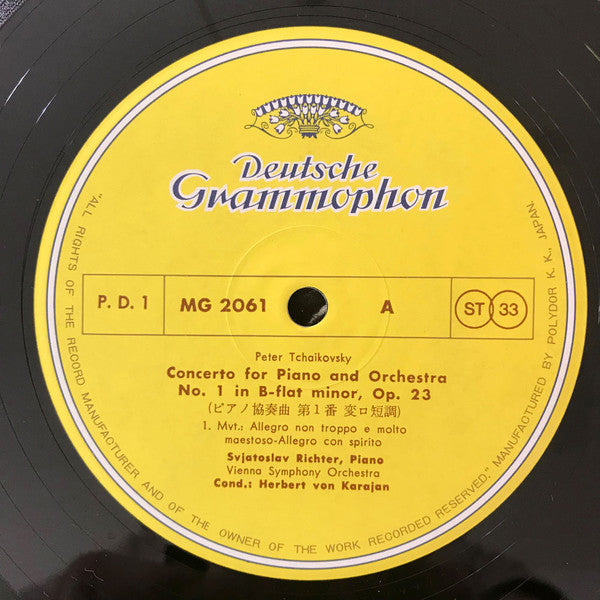 Deutsche
Grammophon
P. D. 1
MG 2061
A
ST 33
Peter Tchaikovsky
Concerto for Piano and Orchestra
No. 1 in B-flat minor, Op. 23
(ピアノ協奏曲 第1番 変ロ短調)
1. Mvt.: Allegro non troppo e molto
maestoso-Allegro con spirito
Svjatoslav Richter, Piano
Vienna Symphony Orchestra
Cond.: Herbert von Karajan
"ALL RIGHTS OF THE RECORD MANUFACTURER AND OF THE OWNER OF THE WORK RECORDED RESERVED." MANUFACTURED BY POLYDOR K. K., JAPAN.